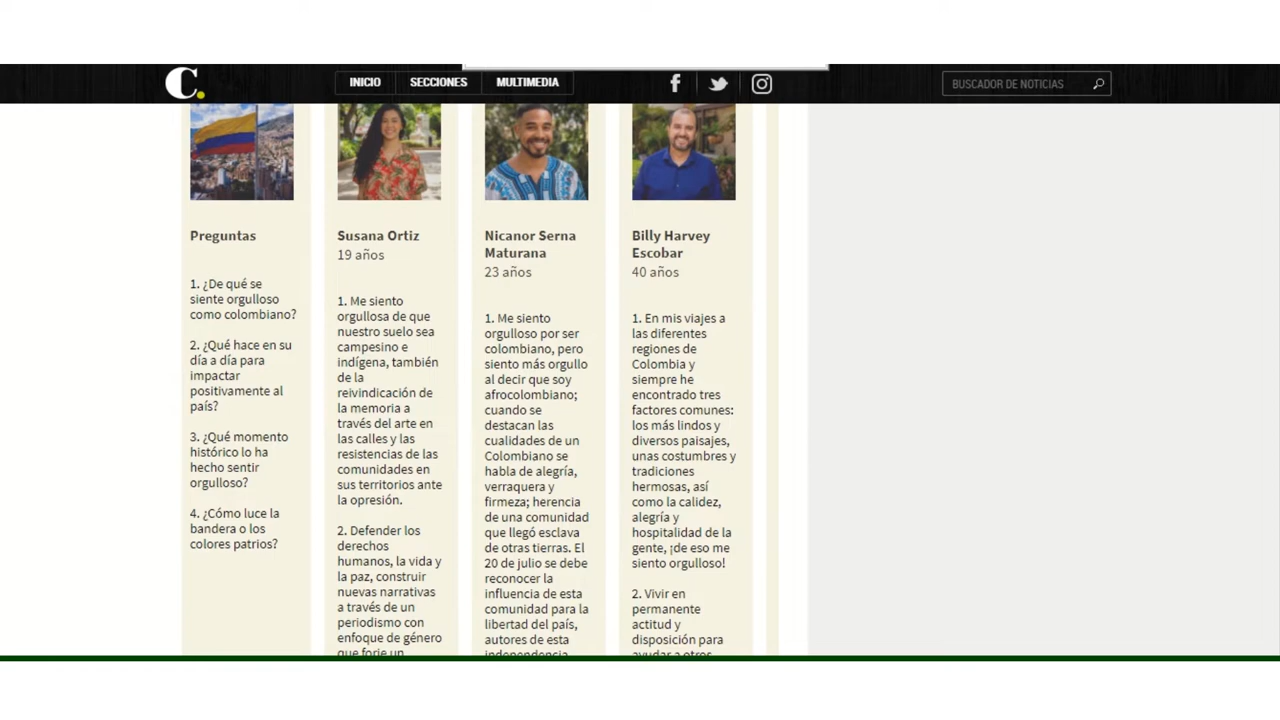 C.
INICIO
SECCIONES
MULTIMEDIA
BUSCADOR DE NOTICIAS
Preguntas
1. ¿De qué se
siente orgulloso
como colombiano?
2. ¿Qué hace en su
día a día para
impactar
positivamente al
país?
3. ¿Qué momento
histórico lo ha
hecho sentir
orgulloso?
4. ¿Cómo luce la
bandera o los
colores patrios?
Susana Ortiz
19 años
1. Me siento
orgullosa de que
nuestro suelo sea
campesino e
indígena, también
de la
reivindicación de
la memoria a
través del arte en
las calles y las
resistencias de las
comunidades en
sus territorios ante
la opresión.
2. Defender los
derechos
humanos, la vida y
la paz, construir
nuevas narrativas
a través de un
periodismo con
enfoque de género
que forje un
Nicanor Serna
Maturana
23 años
1. Me siento
orgulloso por ser
colombiano, pero
siento más orgullo
al decir que soy
afrocolombiano;
cuando se
destacan las
cualidades de un
Colombiano se
habla de alegría,
verraquera y
firmeza; herencia
de una comunidad
que llegó esclava
de otras tierras. El
20 de julio se debe
reconocer la
influencia de esta
comunidad para la
libertad del país,
autores de esta
independencia
Billy Harvey
Escobar
40 años
1. En mis viajes a
las diferentes
regiones de
Colombia y
siempre he
encontrado tres
factores comunes:
los más lindos y
diversos paisajes,
unas costumbres y
tradiciones
hermosas, así
como la calidez,
alegría y
hospitalidad de la
gente, ¡de eso me
siento orgulloso!
2. Vivir en
permanente
actitud y
disposición para
ayudar a otros